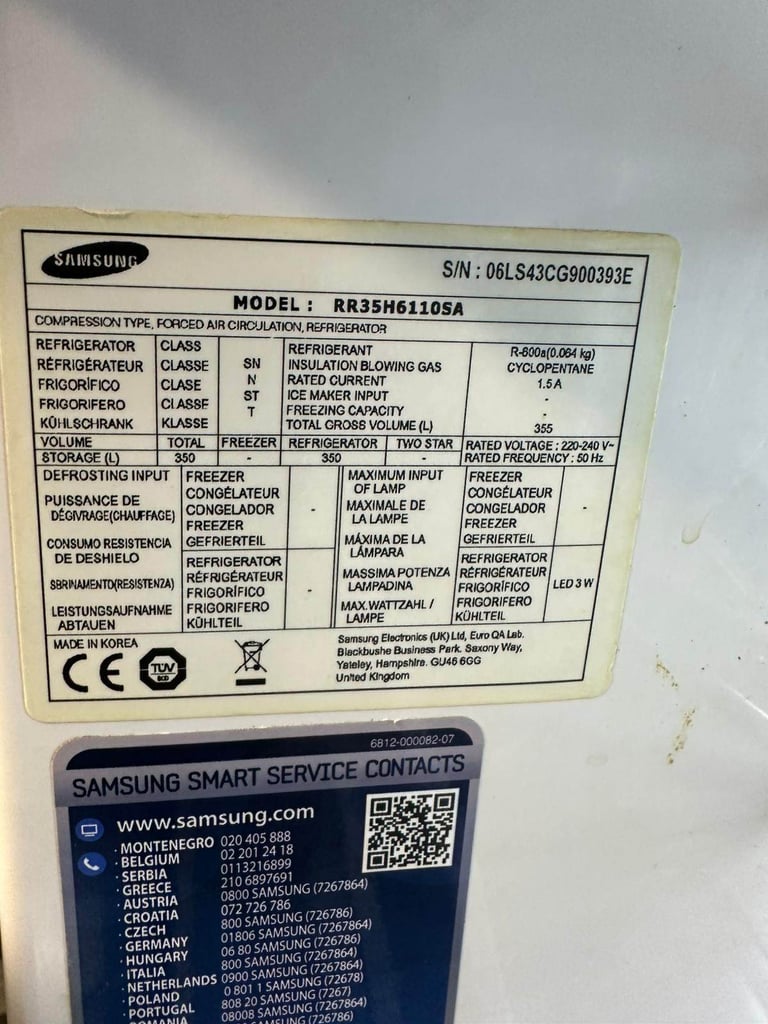 SAMSUNG
S/N : 06LS43CG900393E
MODEL : RR35H6110SA
COMPRESSION TYPE, FORCED AIR CIRCULATION, REFRIGERATOR
REFRIGERATOR CLASS
RÉFRIGÉRATEUR CLASSE SN
FRIGORÍFICO CLASE N
FRIGORIFERO CLASSE ST
KÜHLSCHRANK KLASSE T
REFRIGERANT R-600a(0.064 kg)
INSULATION BLOWING GAS CYCLOPENTANE
RATED CURRENT 1.5 A
ICE MAKER INPUT -
FREEZING CAPACITY -
TOTAL GROSS VOLUME (L) 355
VOLUME TOTAL FREEZER REFRIGERATOR TWO STAR RATED VOLTAGE : 220-240 V~
STORAGE (L) 350 - 350 - RATED FREQUENCY : 50 Hz
DEFROSTING INPUT
PUISSANCE DE
DÉGIVRAGE(CHAUFFAGE)
CONSUMO RESISTENCIA
DE DESHIELO
SBRINAMENTO(RESISTENZA)
LEISTUNGSAUFNAHME
ABTAUEN
FREEZER
CONGÉLATEUR
CONGELADOR -
FREEZER
GEFRIERTEIL
REFRIGERATOR
RÉFRIGÉRATEUR
FRIGORÍFICO -
FRIGORIFERO
KÜHLTEIL
MAXIMUM INPUT
OF LAMP
MAXIMALE DE
LA LAMPE
MÁXIMA DE LA
LÁMPARA
MASSIMA POTENZA
LAMPADINA
MAX.WATTZAHL /
LAMPE
FREEZER
CONGÉLATEUR
CONGELADOR -
FREEZER
GEFRIERTEIL
REFRIGERATOR
RÉFRIGÉRATEUR
FRIGORÍFICO LED 3 W
FRIGORIFERO
KÜHLTEIL
MADE IN KOREA
CE
TÜV
Samsung Electronics (UK) Ltd, Euro QA Lab.
Blackbushe Business Park. Saxony Way,
Yateley, Hampshire. GU46 6GG
United Kingdom
6812-000082-07
SAMSUNG SMART SERVICE CONTACTS
www.samsung.com
· MONTENEGRO 020 405 888
· BELGIUM 02 201 24 18
· SERBIA 0113216899
· GREECE 210 6897691
· AUSTRIA 0800 SAMSUNG (7267864)
· CROATIA 072 726 786
· CZECH 800 SAMSUNG (726786)
· GERMANY 01806 SAMSUNG (7267864)
· HUNGARY 06 80 SAMSUNG (726786)
· ITALIA 800 SAMSUNG (7267864)
· NETHERLANDS 0900 SAMSUNG (726786)
· POLAND 0 801 1 SAMSUNG (72678)
· PORTUGAL 808 20 SAMSUNG (7267)
· ROMANIA 08008 SAMSUNG (7267864)
SAMSUNG (726786)